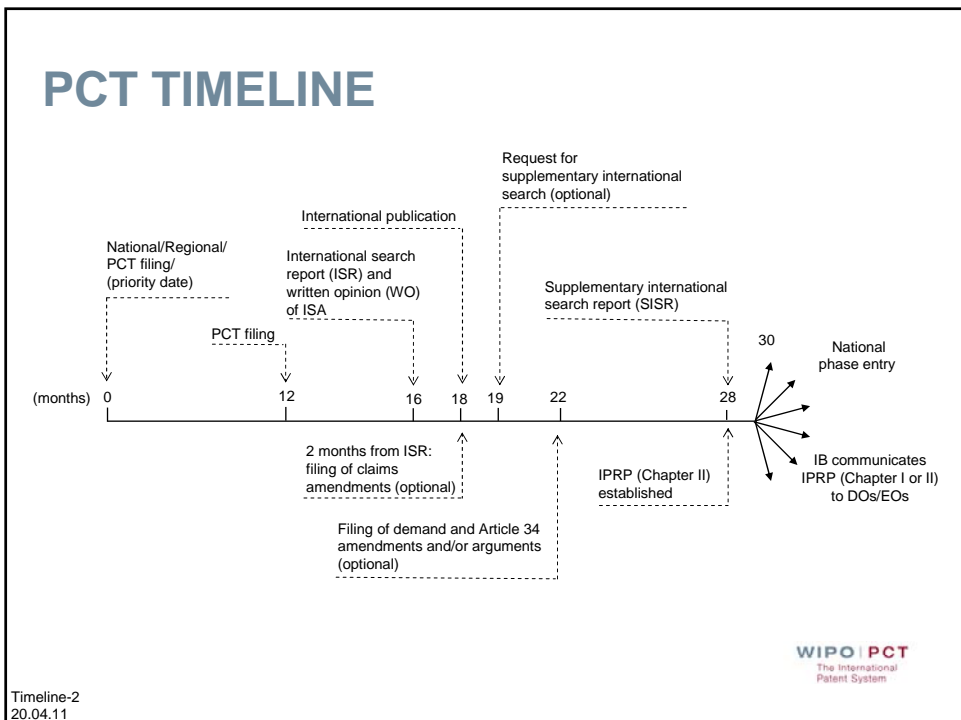 PCT TIMELINE
Request for
supplementary international
search (optional)
International publication
National/Regional/
PCT filing/
(priority date)
International search
report (ISR) and
written opinion (WO)
of ISA
Supplementary international
search report (SISR)
PCT filing
30
National
phase entry
(months) 0 12 16 18 19 22 28
2 months from ISR:
filing of claims
amendments (optional)
IPRP (Chapter II)
established
IB communicates
IPRP (Chapter I or II)
to DOs/EOs
Filing of demand and Article 34
amendments and/or arguments
(optional)
WIPO | PCT
The International
Patent System
Timeline-2
20.04.11